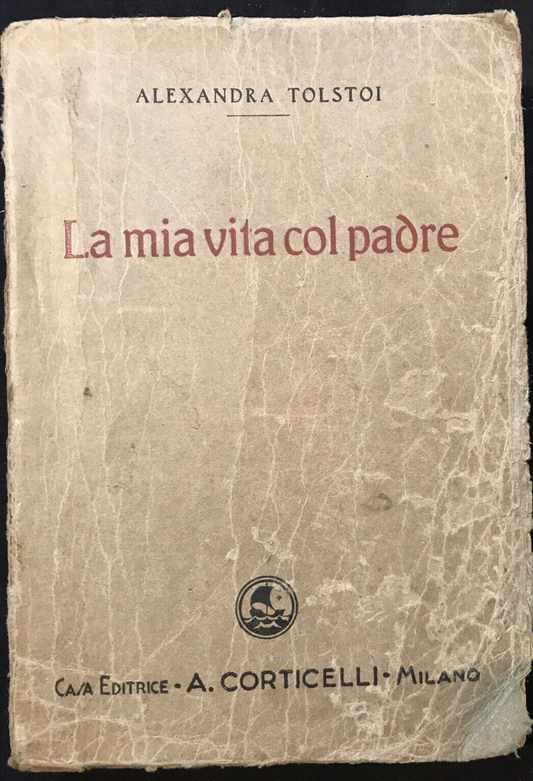 ALEXANDRA TOLSTOI
La mia vita col padre
CASA EDITRICE - A. CORTICELLI - MILANO